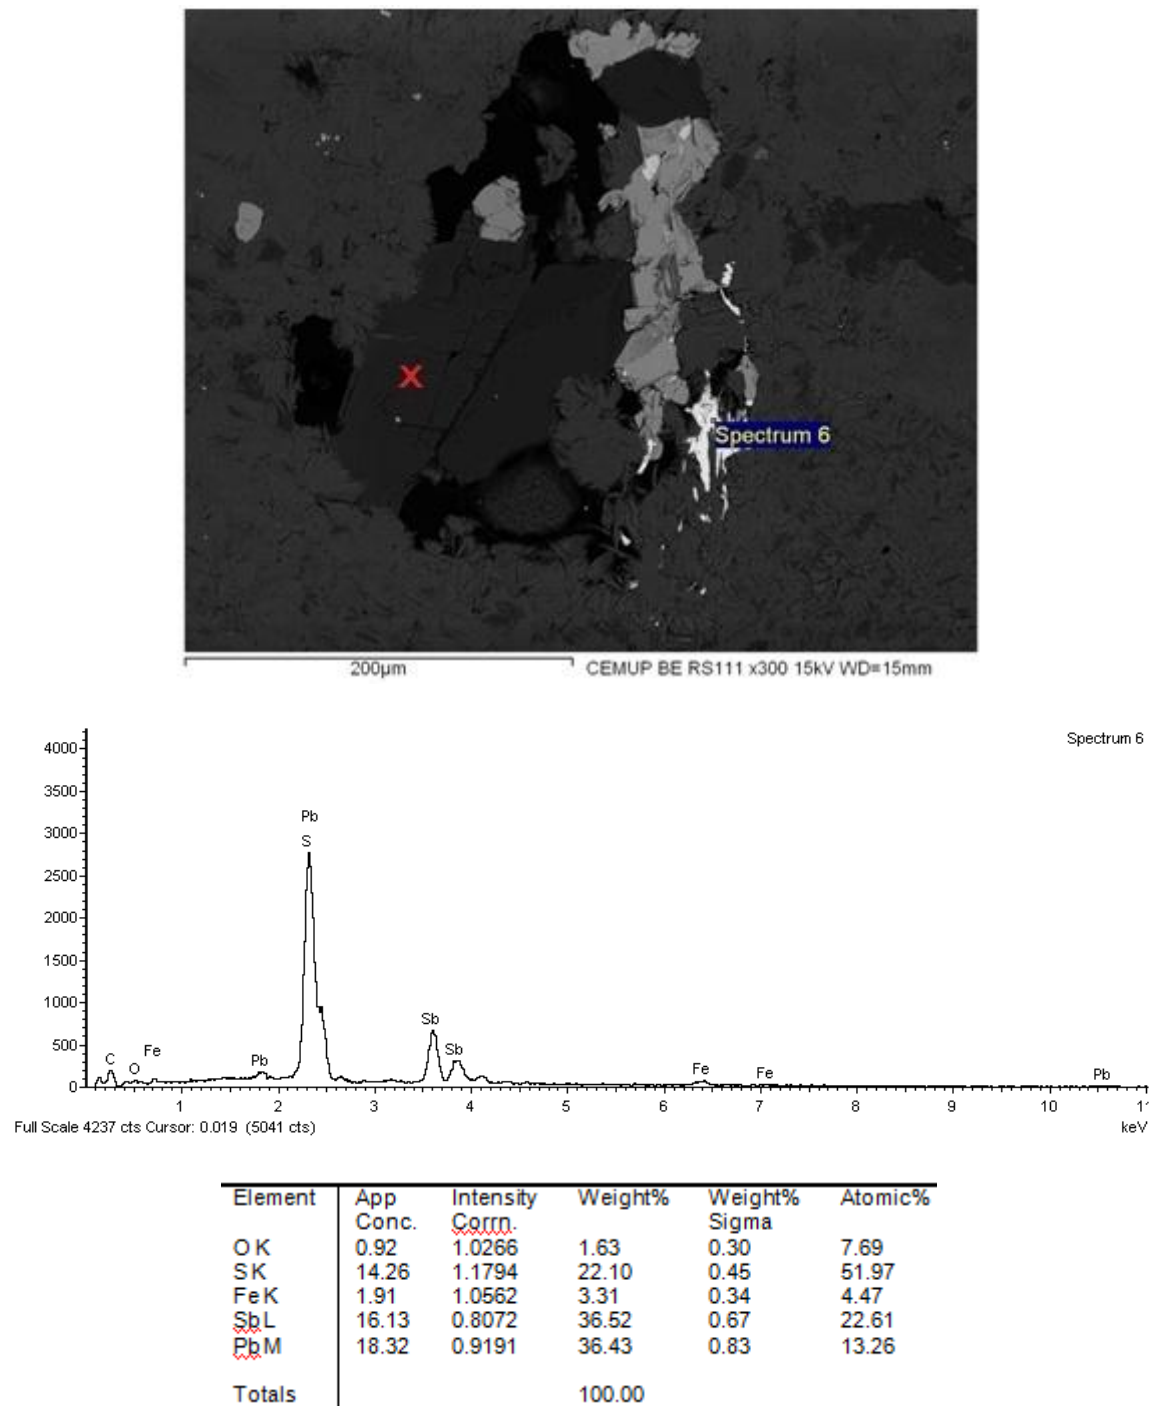 X
Spectrum 6
200µm CEMUP BE RS111 x300 15kV WD=15mm
Spectrum 6
4000
3500
3000
2500
2000
1500
1000
500
0
Pb
S
C
O
Fe
Pb
Sb
Sb
Fe
Fe
Pb
1 2 3 4 5 6 7 8 9 10 11
Full Scale 4237 cts Cursor: 0.019 (5041 cts) keV
Element App Intensity Weight% Weight% Atomic%
Conc. Corrn. Sigma
O K 0.92 1.0266 1.63 0.30 7.69
S K 14.26 1.1794 22.10 0.45 51.97
Fe K 1.91 1.0562 3.31 0.34 4.47
Sb L 16.13 0.8072 36.52 0.67 22.61
Pb M 18.32 0.9191 36.43 0.83 13.26
Totals 100.00